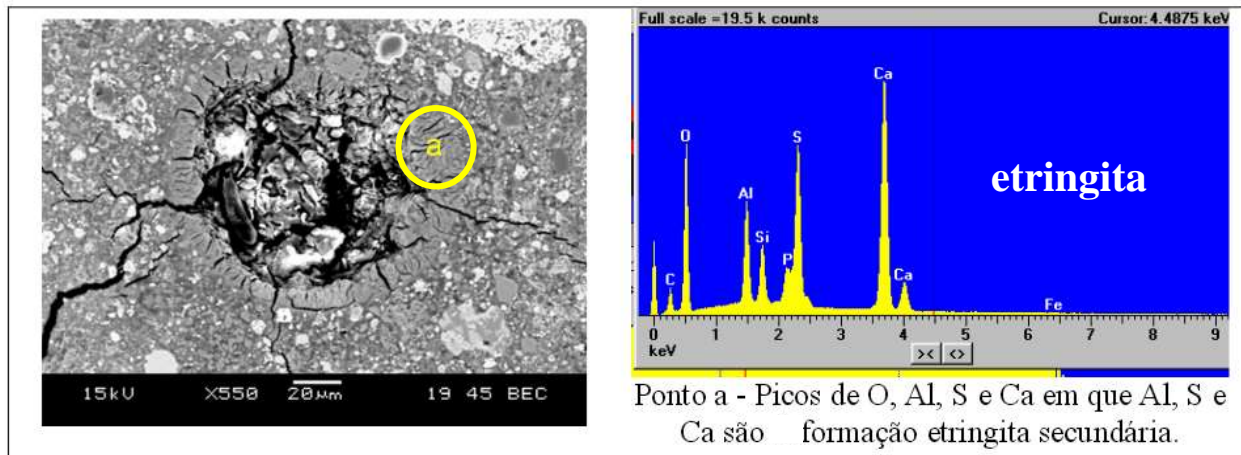 a
15kV X550 20µm 19 45 BEC
Full scale =19.5 k counts Cursor: 4.4875 keV
Ca
O
S
Al
Si
P
C
Ca
Fe
etringita
0 1 2 3 4 5 6 7 8 9
keV
>< <>
Ponto a - Picos de O, Al, S e Ca em que Al, S e
Ca são formação etringita secundária.